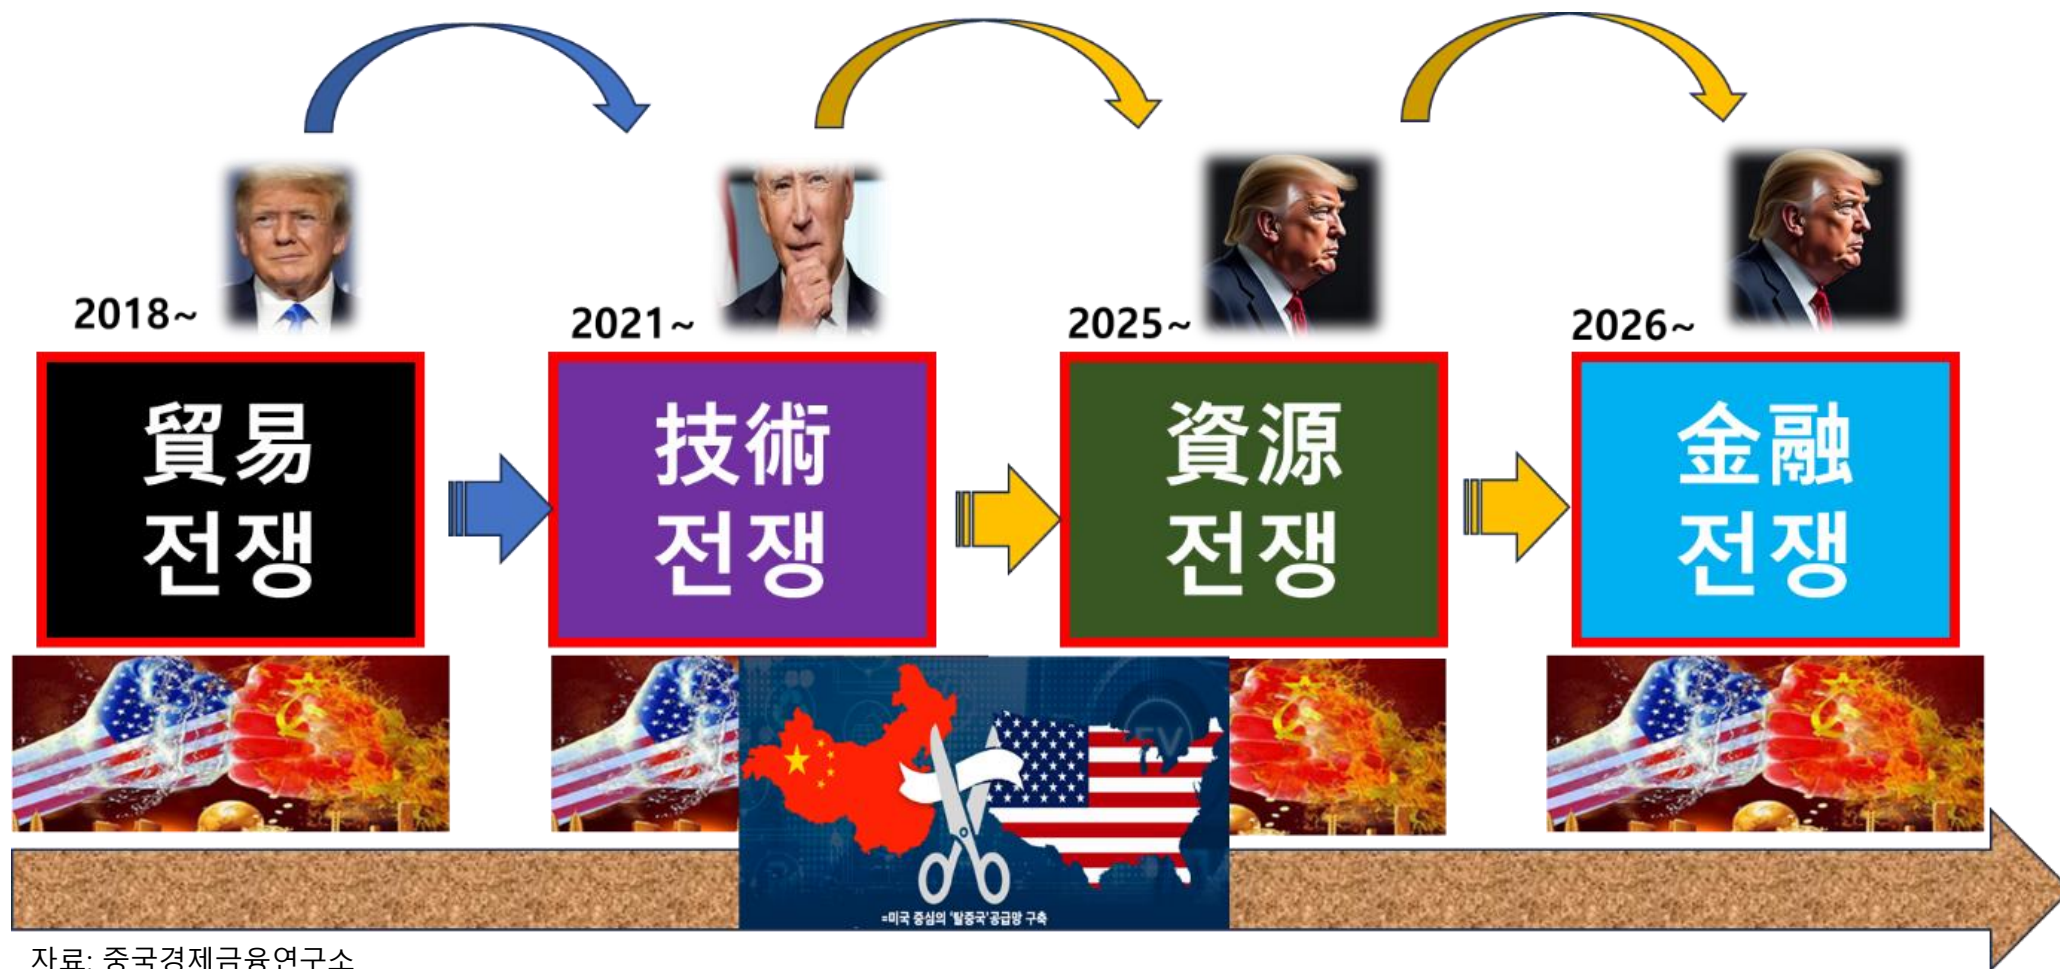 2018~
2021~
2025~
2026~
貿易
전쟁
技術
전쟁
資源
전쟁
金融
전쟁
=미국 중심의 '탈중국'공급망 구축
자료: 중국경제금융연구소